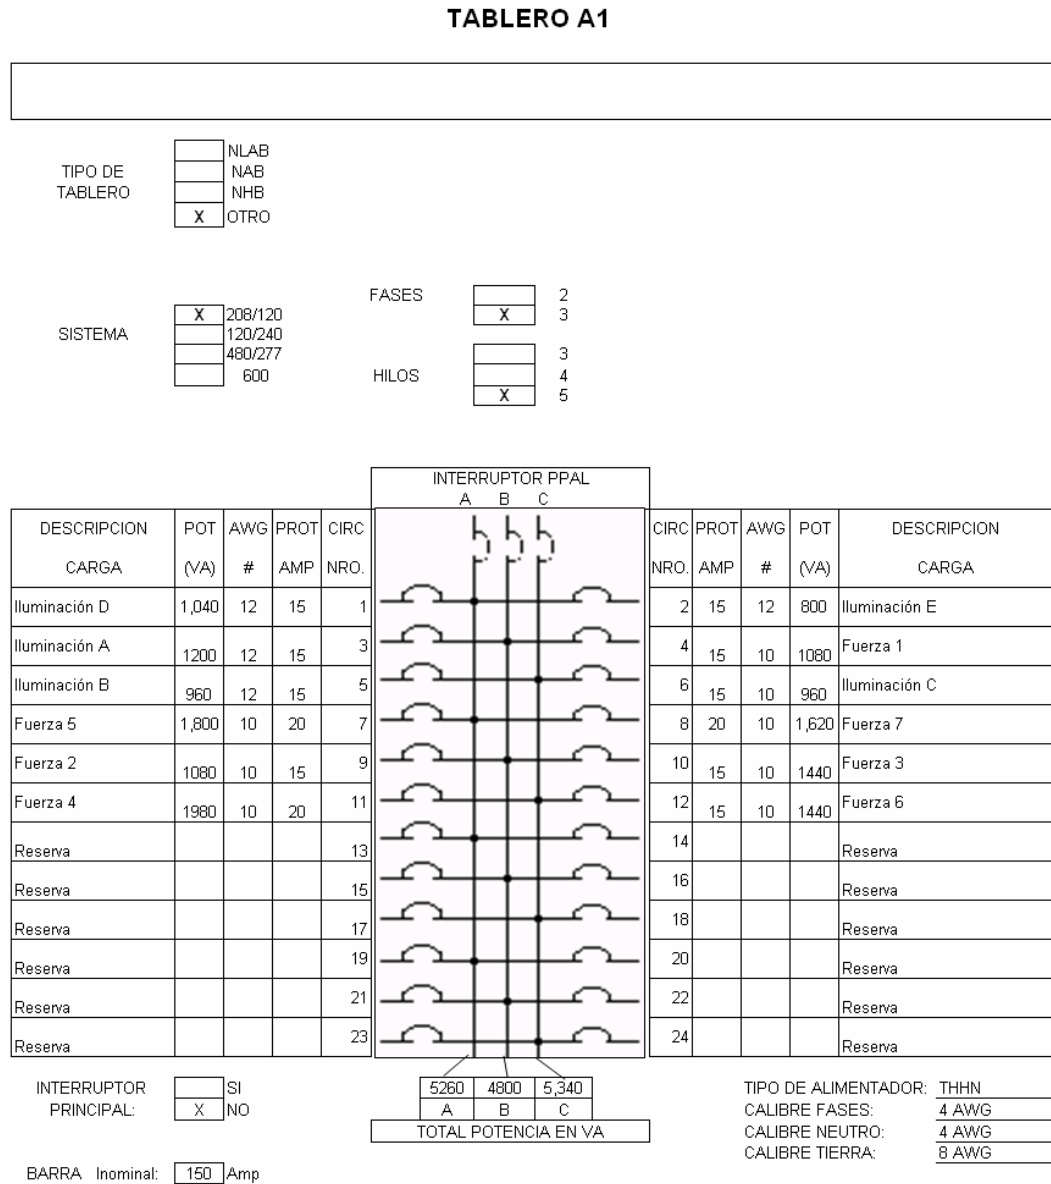 TABLERO A1
TIPO DE TABLERO
NLAB
NAB
NHB
X OTRO
SISTEMA
X 208/120
120/240
480/277
600
FASES
2
X 3
HILOS
3
4
X 5
INTERRUPTOR PPAL
A B C
DESCRIPCION CARGA POT (VA) AWG # PROT AMP CIRC NRO. CIRC NRO. PROT AMP AWG # POT (VA) DESCRIPCION CARGA
Iluminación D 1,040 12 15 1 2 15 12 800 Iluminación E
Iluminación A 1200 12 15 3 4 15 10 1080 Fuerza 1
Iluminación B 960 12 15 5 6 15 10 960 Iluminación C
Fuerza 5 1,800 10 20 7 8 20 10 1,620 Fuerza 7
Fuerza 2 1080 10 15 9 10 15 10 1440 Fuerza 3
Fuerza 4 1980 10 20 11 12 15 10 1440 Fuerza 6
Reserva 13 14 Reserva
Reserva 15 16 Reserva
Reserva 17 18 Reserva
Reserva 19 20 Reserva
Reserva 21 22 Reserva
Reserva 23 24 Reserva
INTERRUPTOR PRINCIPAL:
SI
X NO
5260 4800 5,340
A B C
TOTAL POTENCIA EN VA
TIPO DE ALIMENTADOR: THHN
CALIBRE FASES: 4 AWG
CALIBRE NEUTRO: 4 AWG
CALIBRE TIERRA: 8 AWG
BARRA Inominal: 150 Amp